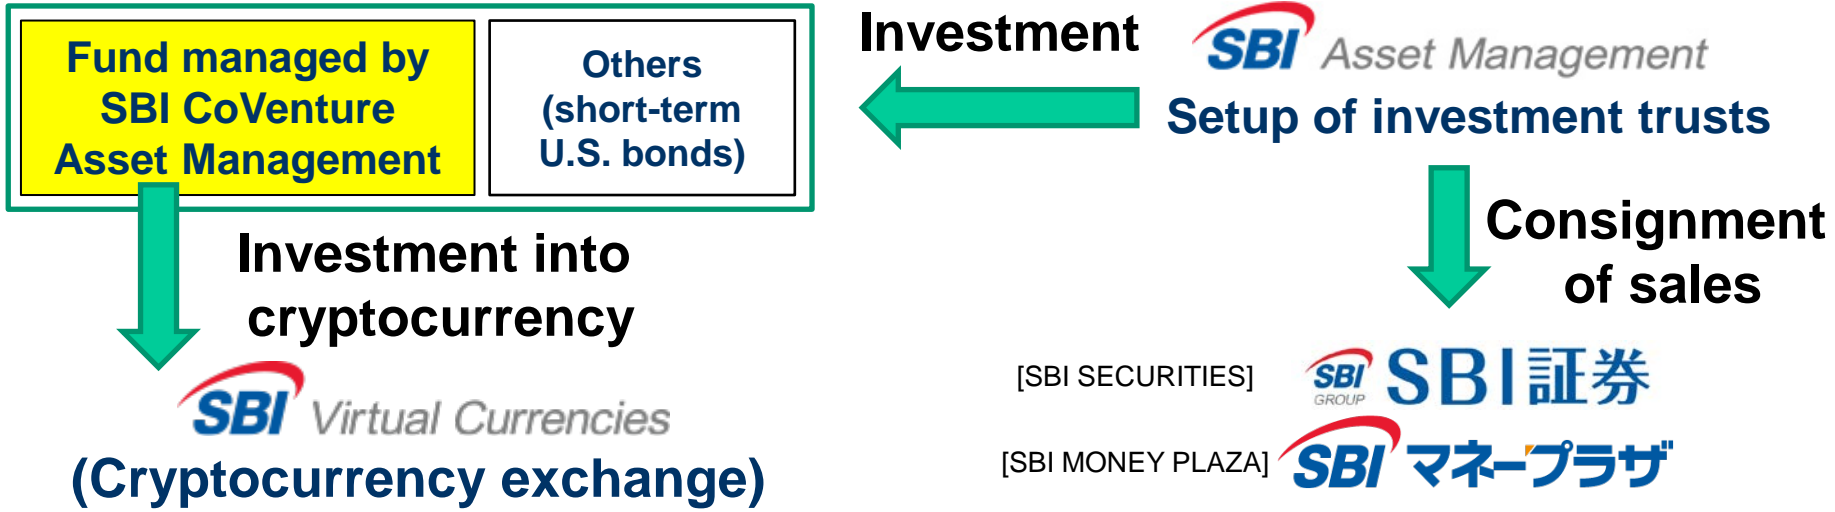 Fund managed by
SBI CoVenture
Asset Management
Others
(short-term
U.S. bonds)
Investment
SBI Asset Management
Setup of investment trusts
Investment into
cryptocurrency
Consignment
of sales
SBI Virtual Currencies
(Cryptocurrency exchange)
[SBI SECURITIES]
SBI GROUP SBI証券
[SBI MONEY PLAZA]
SBI マネープラザ